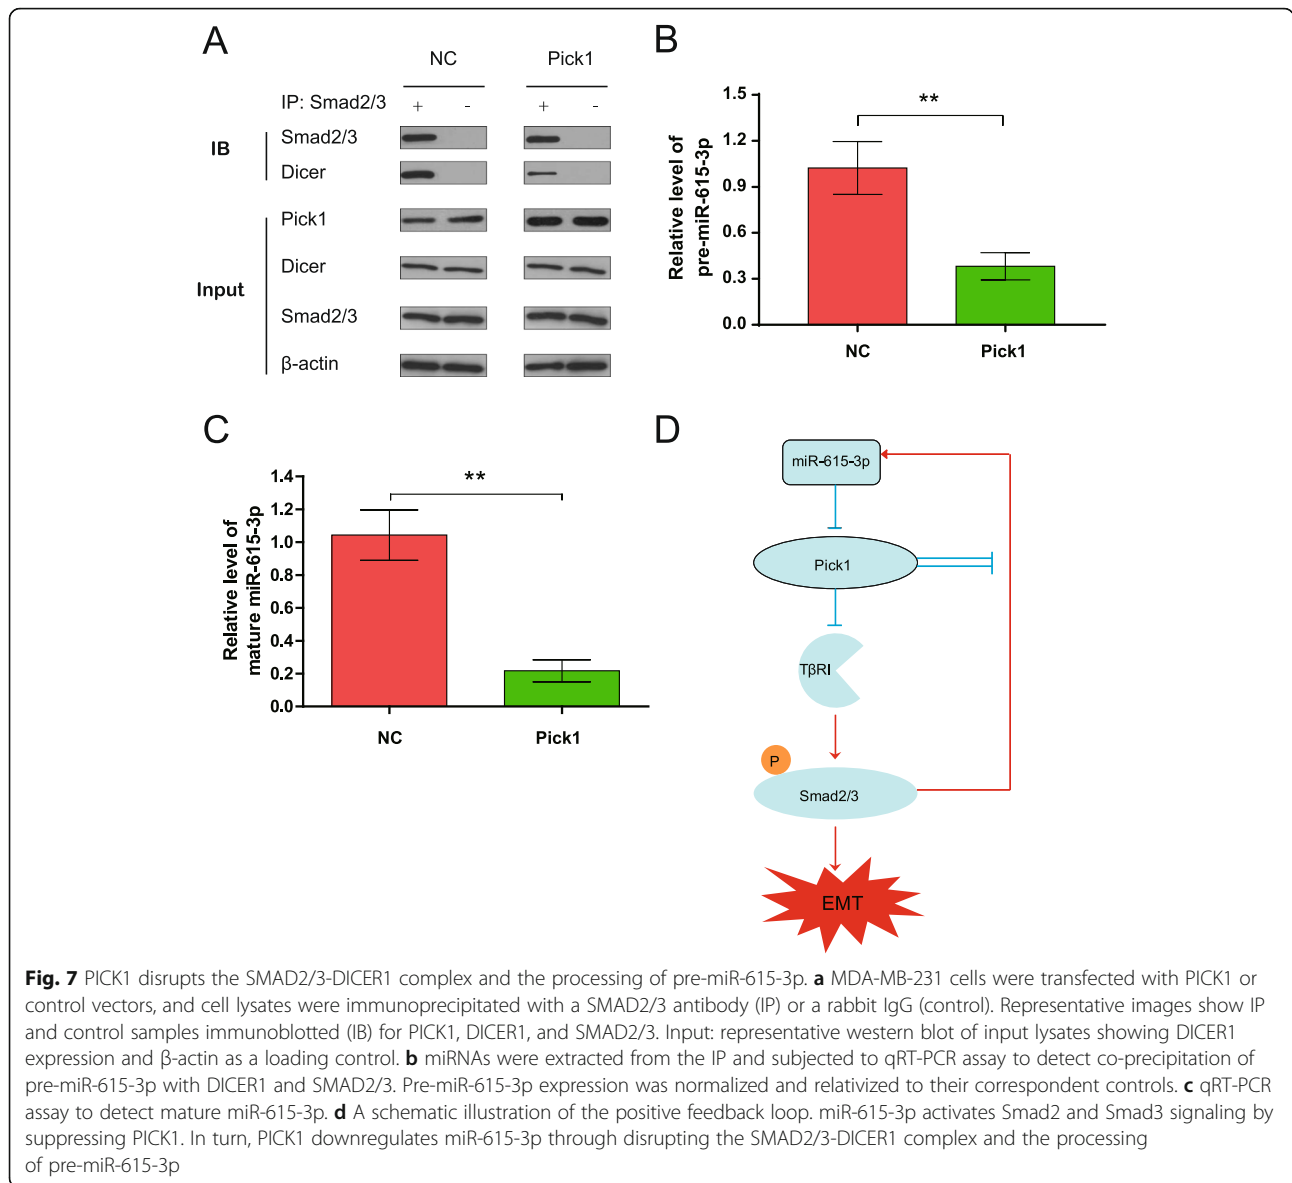 A
NC
Pick1
IP: Smad2/3
+
-
+
-
IB
Smad2/3
Dicer
Input
Pick1
Dicer
Smad2/3
β-actin
B
Relative level of
pre-miR-615-3p
1.5
1.2
0.9
0.6
0.3
0.0
**
NC
Pick1
C
Relative level of
mature miR-615-3p
1.4
1.2
1.0
0.8
0.6
0.4
0.2
0.0
**
NC
Pick1
D
miR-615-3p
Pick1
TβRI
P
Smad2/3
EMT
Fig. 7 PICK1 disrupts the SMAD2/3-DICER1 complex and the processing of pre-miR-615-3p. a MDA-MB-231 cells were transfected with PICK1 or
control vectors, and cell lysates were immunoprecipitated with a SMAD2/3 antibody (IP) or a rabbit IgG (control). Representative images show IP
and control samples immunoblotted (IB) for PICK1, DICER1, and SMAD2/3. Input: representative western blot of input lysates showing DICER1
expression and β-actin as a loading control. b miRNAs were extracted from the IP and subjected to qRT-PCR assay to detect co-precipitation of
pre-miR-615-3p with DICER1 and SMAD2/3. Pre-miR-615-3p expression was normalized and relativized to their correspondent controls. c qRT-PCR
assay to detect mature miR-615-3p. d A schematic illustration of the positive feedback loop. miR-615-3p activates Smad2 and Smad3 signaling by
suppressing PICK1. In turn, PICK1 downregulates miR-615-3p through disrupting the SMAD2/3-DICER1 complex and the processing
of pre-miR-615-3p